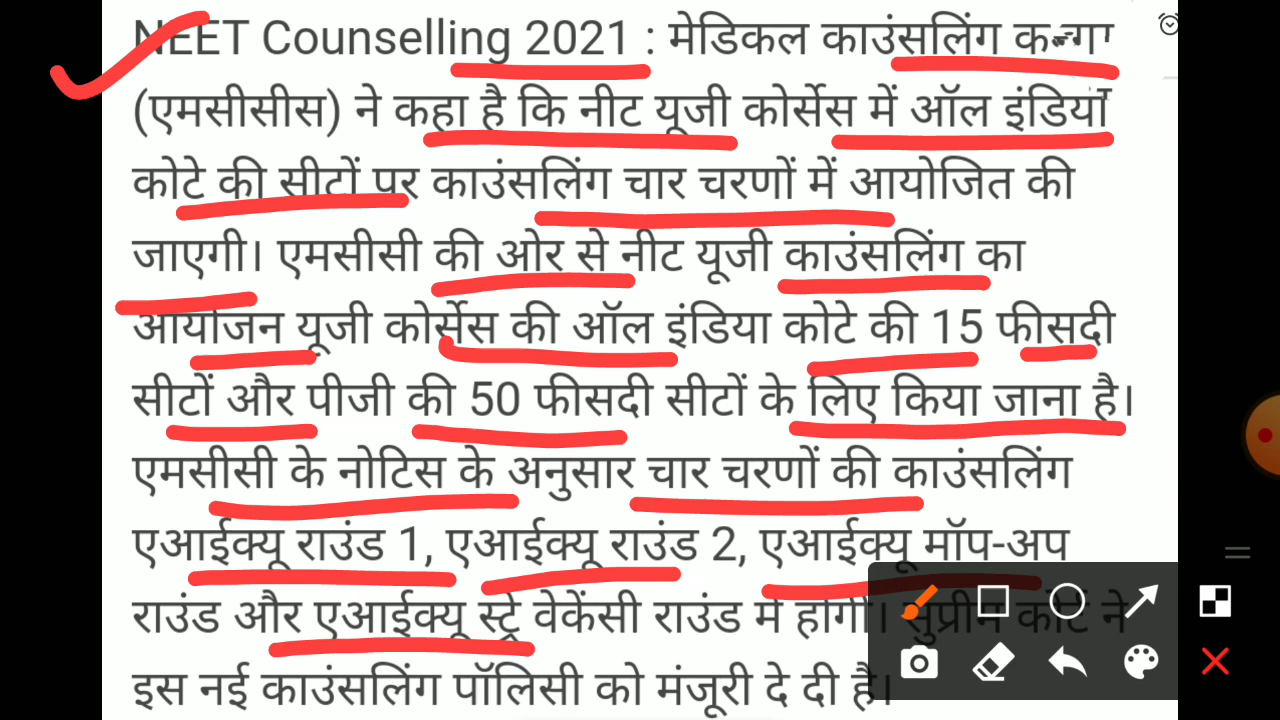 NEET Counselling 2021 : मेडिकल काउंसलिंग
(एमसीसीस) ने कहा है कि नीट यूजी कोर्सेस में ऑल इंडिया
कोटे की सीटों पर काउंसलिंग चार चरणों में आयोजित की
जाएगी। एमसीसी की ओर से नीट यूजी काउंसलिंग का
आयोजन यूजी कोर्सेस की ऑल इंडिया कोटे की 15 फीसदी
सीटों और पीजी की 50 फीसदी सीटों के लिए किया जाना है।
एमसीसी के नोटिस के अनुसार चार चरणों की काउंसलिंग
एआईक्यू राउंड 1, एआईक्यू राउंड 2, एआईक्यू मॉप-अप
राउंड और एआईक्यू स्ट्रे वेकेंसी राउंड में होगी। सुप्रीम कोर्ट ने
इस नई काउंसलिंग पॉलिसी को मंजूरी दे दी है।